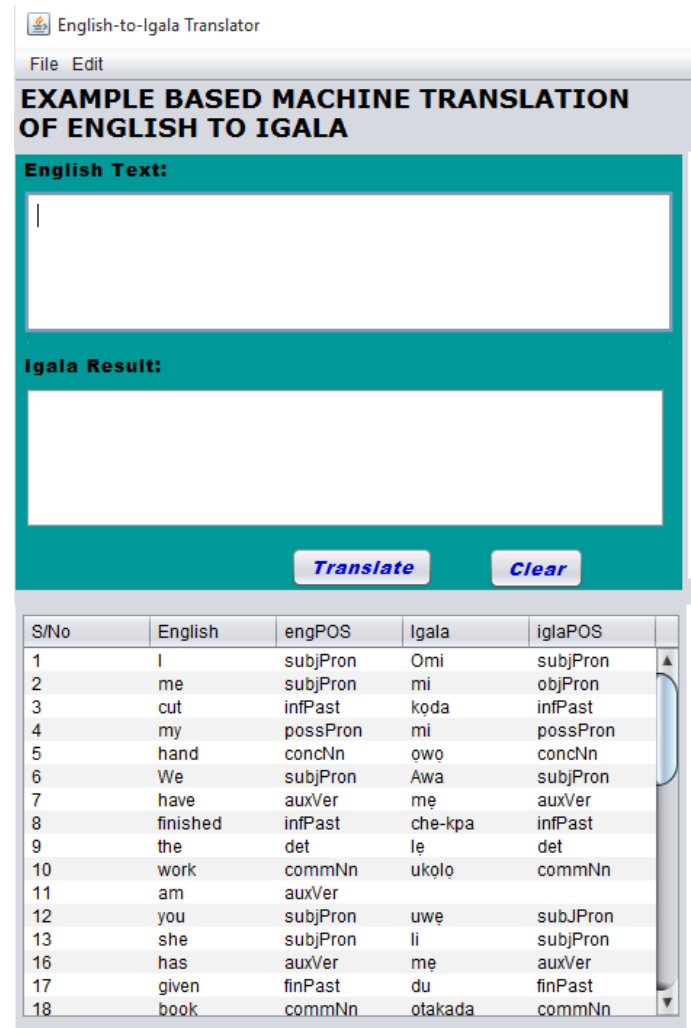 English-to-Igala Translator
File Edit
EXAMPLE BASED MACHINE TRANSLATION
OF ENGLISH TO IGALA
English Text:
Igala Result:
Translate Clear
S/No English engPOS Igala iglaPOS
1 I subjPron Omi subjPron
2 me subjPron mi objPron
3 cut infPast kọda infPast
4 my possPron mi possPron
5 hand concNn ọwọ concNn
6 We subjPron Awa subjPron
7 have auxVer mẹ auxVer
8 finished infPast che-kpa infPast
9 the det lẹ det
10 work commNn ukọlọ commNn
11 am auxVer
12 you subjPron uwẹ subJPron
13 she subjPron li subjPron
16 has auxVer mẹ auxVer
17 given finPast du finPast
18 book commNn otakada commNn